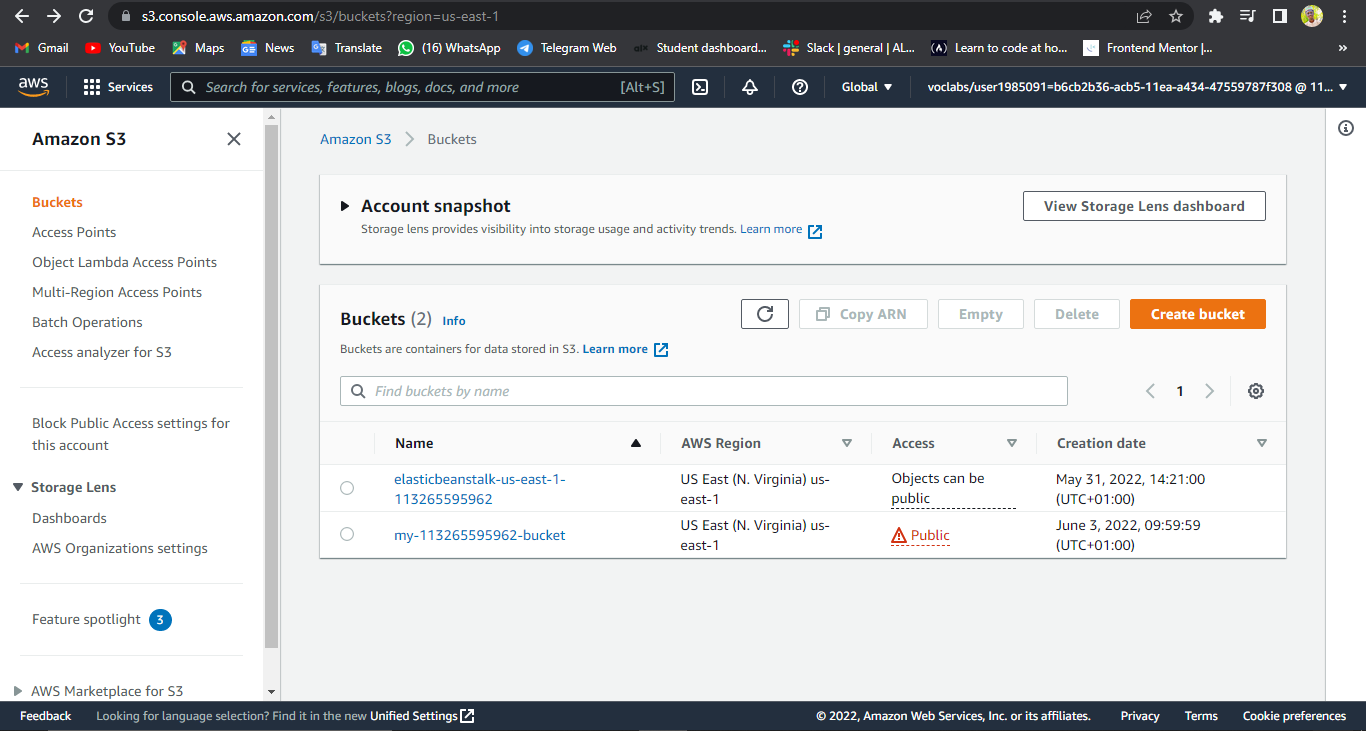 s3.console.aws.amazon.com/s3/buckets?region=us-east-1
Gmail YouTube Maps News Translate (16) WhatsApp Telegram Web Student dashboard... Slack | general | AL... Learn to code at ho... Frontend Mentor |... »
aws Services Search for services, features, blogs, docs, and more [Alt+S] Global voclabs/user1985091=b6cb2b36-acb5-11ea-a434-47559787f308 @ 11...
Amazon S3
Buckets
Access Points
Object Lambda Access Points
Multi-Region Access Points
Batch Operations
Access analyzer for S3
Block Public Access settings for
this account
Storage Lens
Dashboards
AWS Organizations settings
Feature spotlight 3
AWS Marketplace for S3
Amazon S3 > Buckets
Account snapshot
View Storage Lens dashboard
Storage lens provides visibility into storage usage and activity trends. Learn more
Buckets (2) Info
Copy ARN Empty Delete Create bucket
Buckets are containers for data stored in S3. Learn more
Find buckets by name
1
Name AWS Region Access Creation date
elasticbeanstalk-us-east-1-
113265595962
US East (N. Virginia) us-
east-1
Objects can be
public
May 31, 2022, 14:21:00
(UTC+01:00)
my-113265595962-bucket
US East (N. Virginia) us-
east-1
Public
June 3, 2022, 09:59:59
(UTC+01:00)
Feedback Looking for language selection? Find it in the new Unified Settings © 2022, Amazon Web Services, Inc. or its affiliates. Privacy Terms Cookie preferences